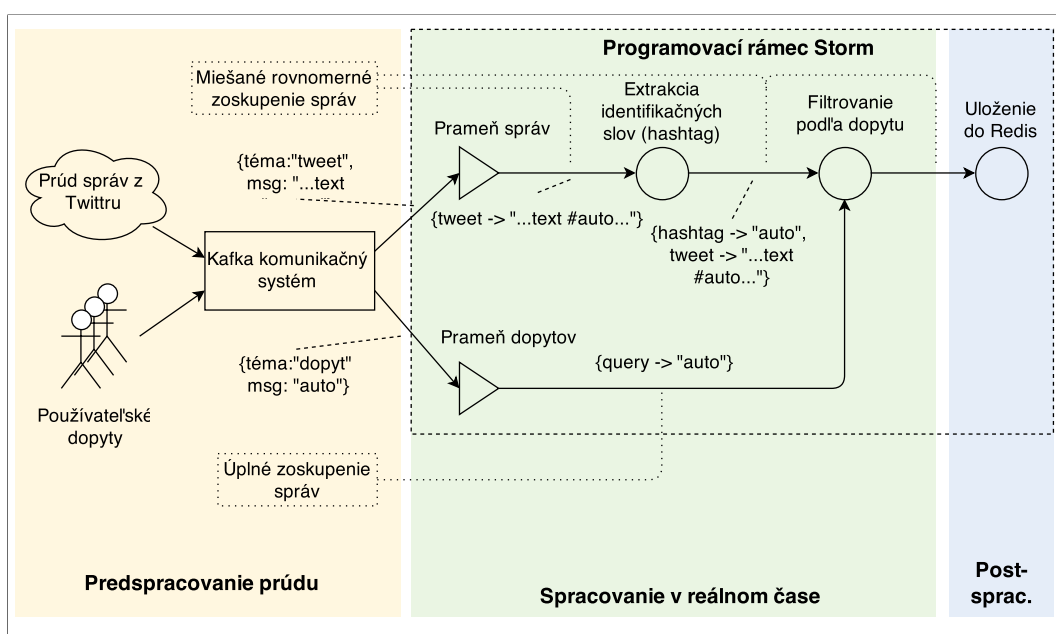 Programovací rámec Storm
Miešané rovnomerné
zoskupenie správ
Extrakcia
identifikačných
slov (hashtag)
Filtrovanie
podľa dopytu
Uloženie
do Redis
Prameň správ
{téma:"tweet",
msg: "...text
Prúd správ z
Twittru
{tweet -> "...text #auto..."}
{hashtag -> "auto",
tweet -> "...text
#auto..."}
Kafka komunikačný
systém
Prameň dopytov
{téma:"dopyt"
msg: "auto"}
{query -> "auto"}
Používateľské
dopyty
Úplné zoskupenie
správ
Predspracovanie prúdu
Spracovanie v reálnom čase
Post-
sprac.